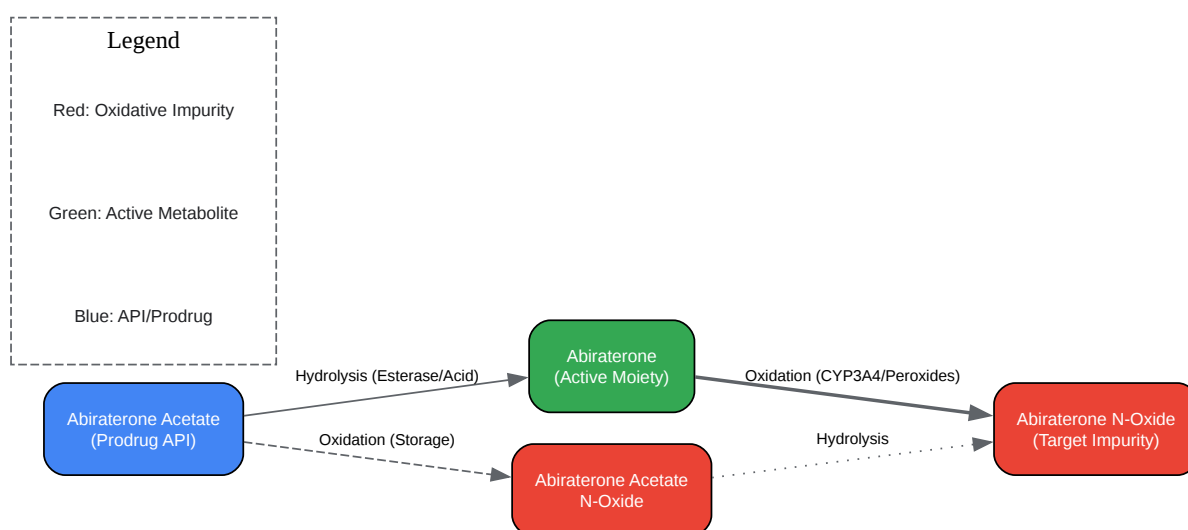 Legend
Red: Oxidative Impurity
Green: Active Metabolite
Blue: API/Prodrug
Abiraterone Acetate
(Prodrug API)
Hydrolysis (Esterase/Acid)
Oxidation (Storage)
Abiraterone
(Active Moiety)
Abiraterone Acetate
N-Oxide
Oxidation (CYP3A4/Peroxides)
Hydrolysis
Abiraterone N-Oxide
(Target Impurity)